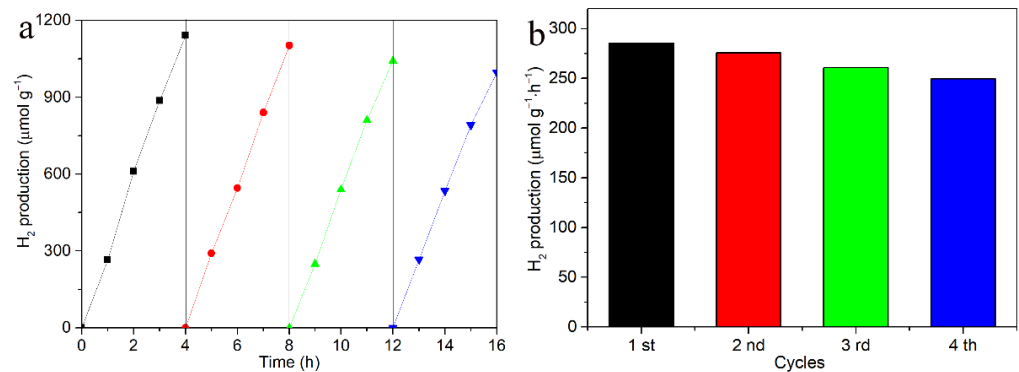 a
1200
900
600
300
0
H₂ production (μmol g⁻¹)
0 2 4 6 8 10 12 14 16
Time (h)
b
300
250
200
150
100
50
0
H₂ production (μmol g⁻¹·h⁻¹)
1 st 2 nd 3 rd 4 th
Cycles